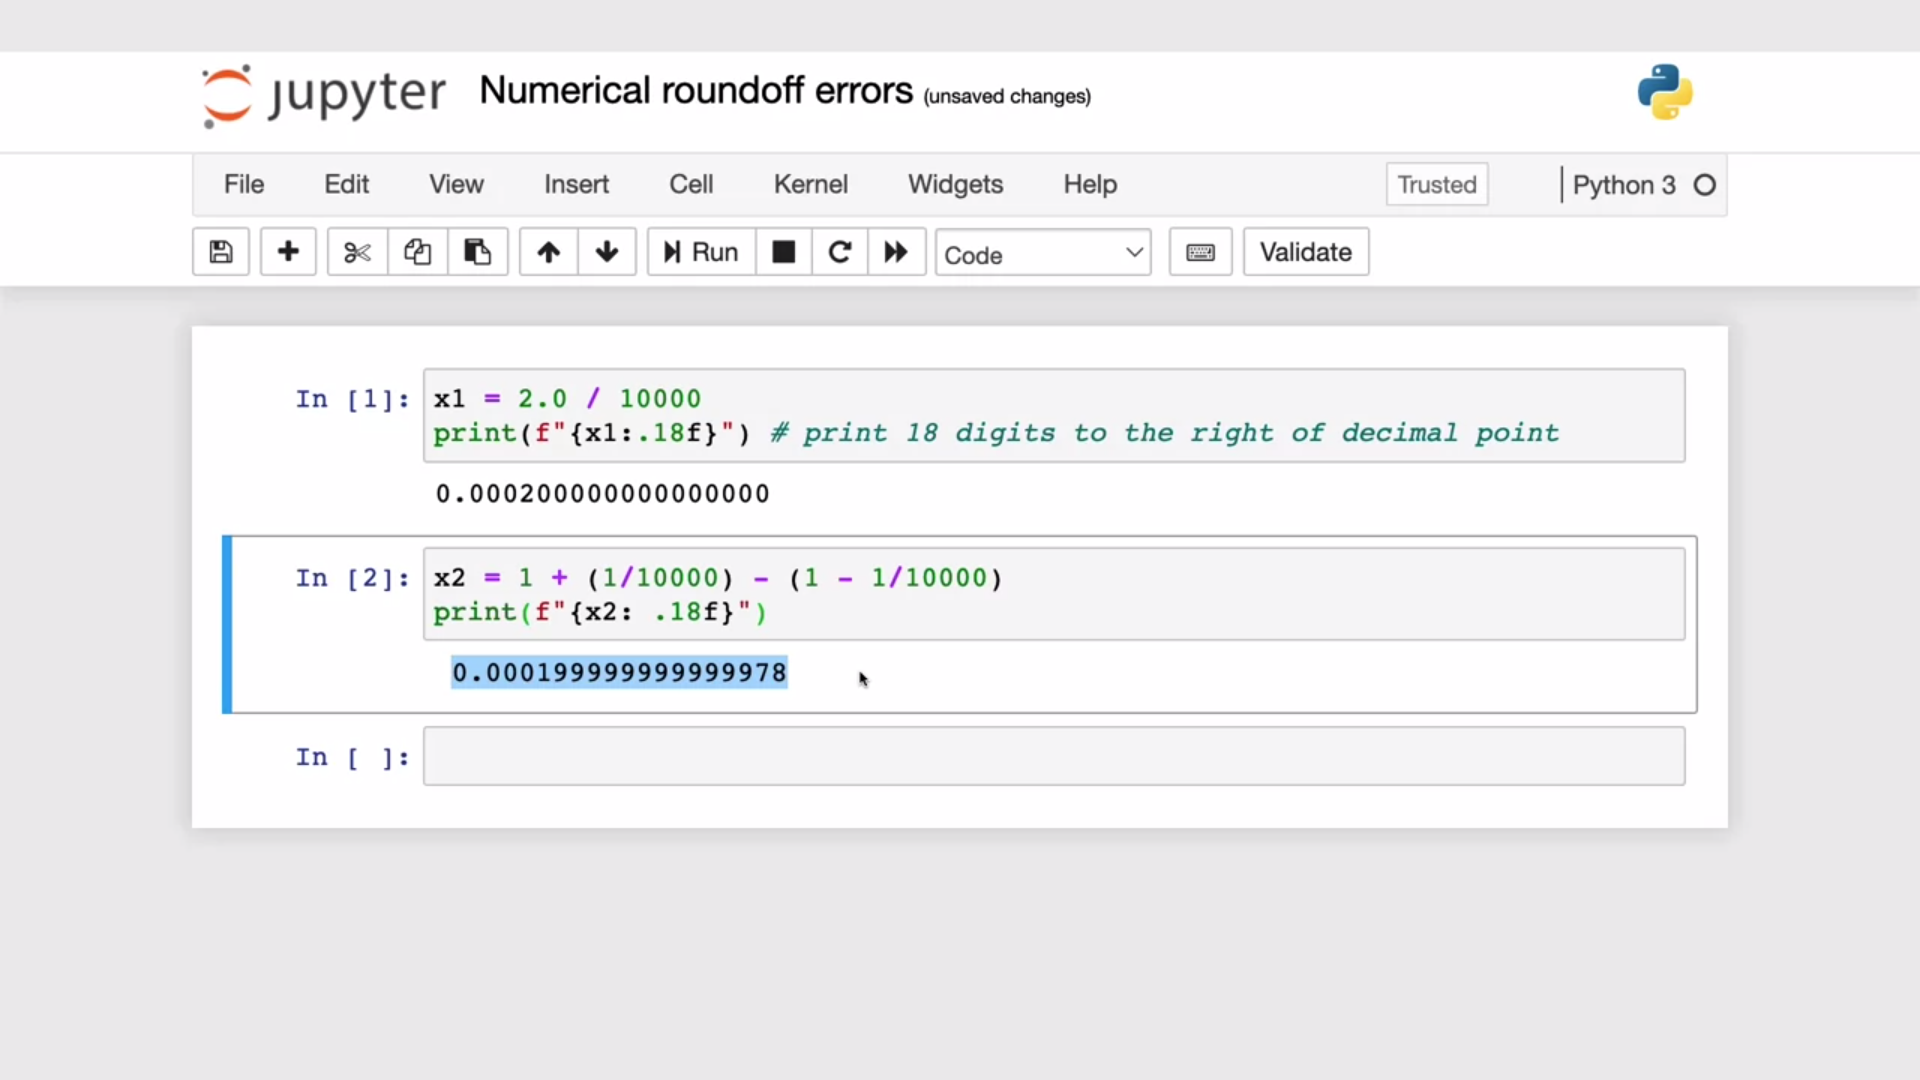 jupyter Numerical roundoff errors (unsaved changes)
File Edit View Insert Cell Kernel Widgets Help Trusted Python 3
Run Code Validate
In [1]: x1 = 2.0 / 10000
print(f"{x1:.18f}") # print 18 digits to the right of decimal point
0.000200000000000000
In [2]: x2 = 1 + (1/10000) - (1 - 1/10000)
print(f"{x2: .18f}")
0.000199999999999978
In [ ]: